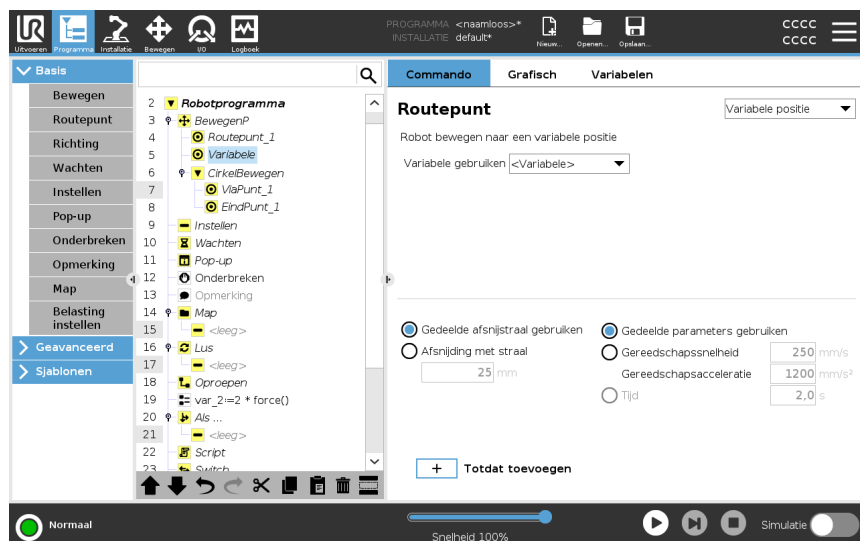 PROGRAMMA <naamloos>*
INSTALLATIE default*
Uitvoeren Programma Installatie Bewegen I/O Logboek
Nieuw... Openen... Opslaan...
CCCC
CCCC
Basis
Bewegen
Routepunt
Richting
Wachten
Instellen
Pop-up
Onderbreken
Opmerking
Map
Belasting
instellen
Geavanceerd
Sjablonen
2 Robotprogramma
3 BewegenP
4 Routepunt_1
5 Variabele
6 CirkelBewegen
7 ViaPunt_1
8 EindPunt_1
9 Instellen
10 Wachten
11 Pop-up
12 Onderbreken
13 Opmerking
14 Map
15 <leeg>
16 Lus
17 <leeg>
18 Oproepen
19 var_2:=2 * force()
20 Als ...
21 <leeg>
22 Script
23 Switch
Commando Grafisch Variabelen
Routepunt
Variabele positie
Robot bewegen naar een variabele positie
Variabele gebruiken <Variabele>
Gedeelde afsnijstraal gebruiken
Afsnijding met straal
25 mm
Gedeelde parameters gebruiken
Gereedschapssnelheid 250 mm/s
Gereedschapsacceleratie 1200 mm/s²
Tijd 2,0 s
+ Totdat toevoegen
Normaal
Snelheid 100%
Simulatie